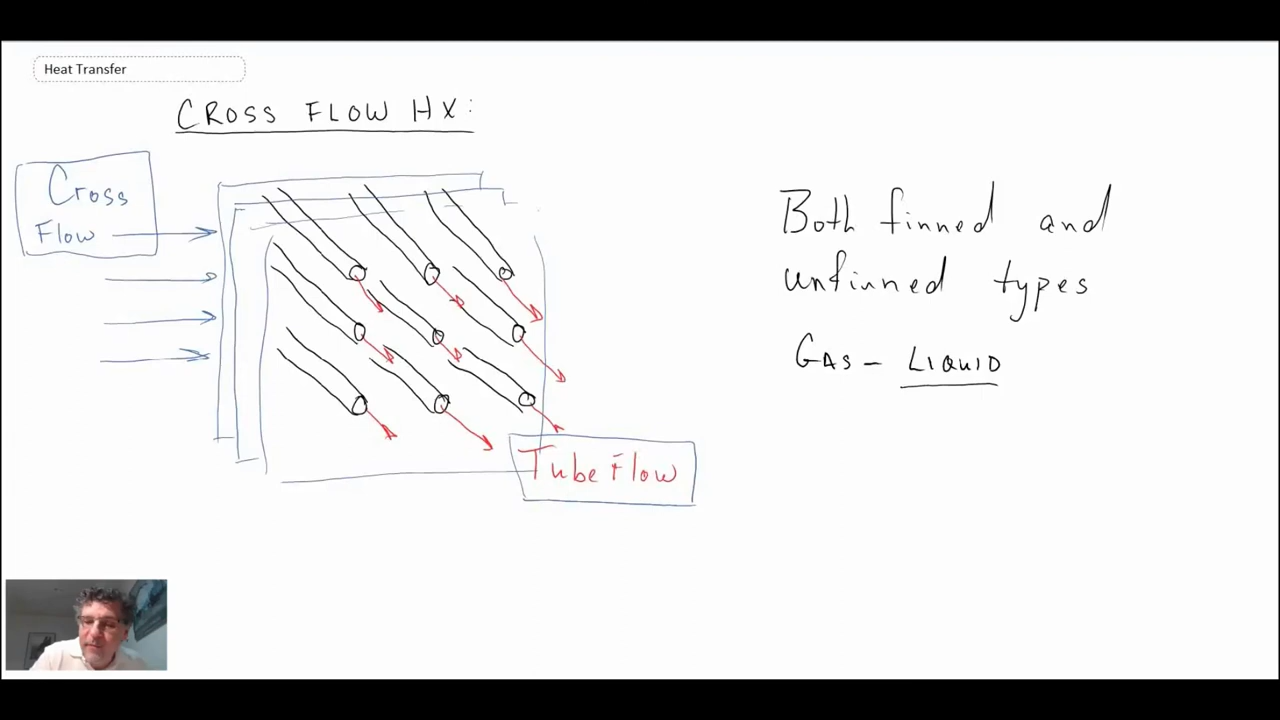 Heat Transfer
CROSS FLOW HX:
Cross
Flow
Both finned and
unfinned types
GAS - LIQUID
Tube Flow